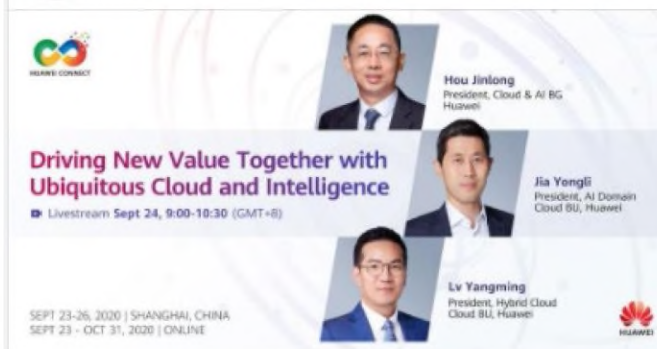 HUAWEI CONNECT
Hou Jinlong
President, Cloud & AI BG
Huawei
Driving New Value Together with
Ubiquitous Cloud and Intelligence
Livestream Sept 24, 9:00-10:30 (GMT+8)
Jia Yongli
President, AI Domain
Cloud BU, Huawei
Lv Yangming
President, Hybrid Cloud
Cloud BU, Huawei
SEPT 23-26, 2020 | SHANGHAI, CHINA
SEPT 23 - OCT 31, 2020 | ONLINE
HUAWEI